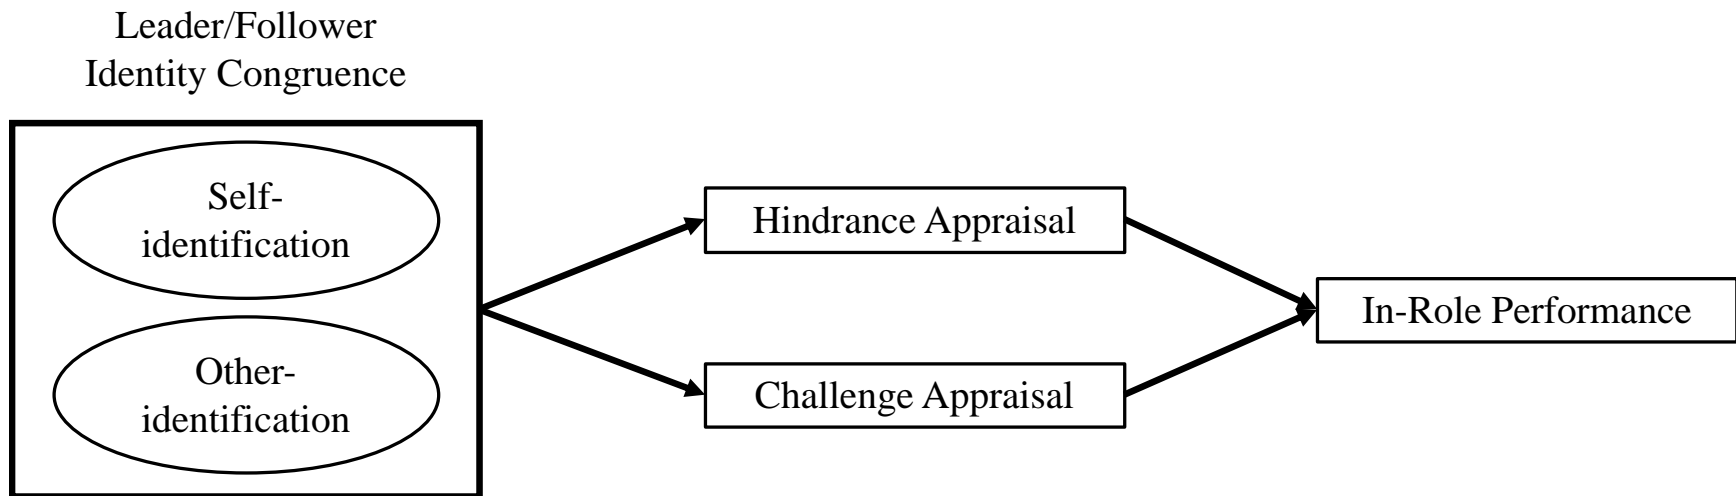 Leader/Follower
Identity Congruence
Self-
identification
Other-
identification
Hindrance Appraisal
Challenge Appraisal
In-Role Performance